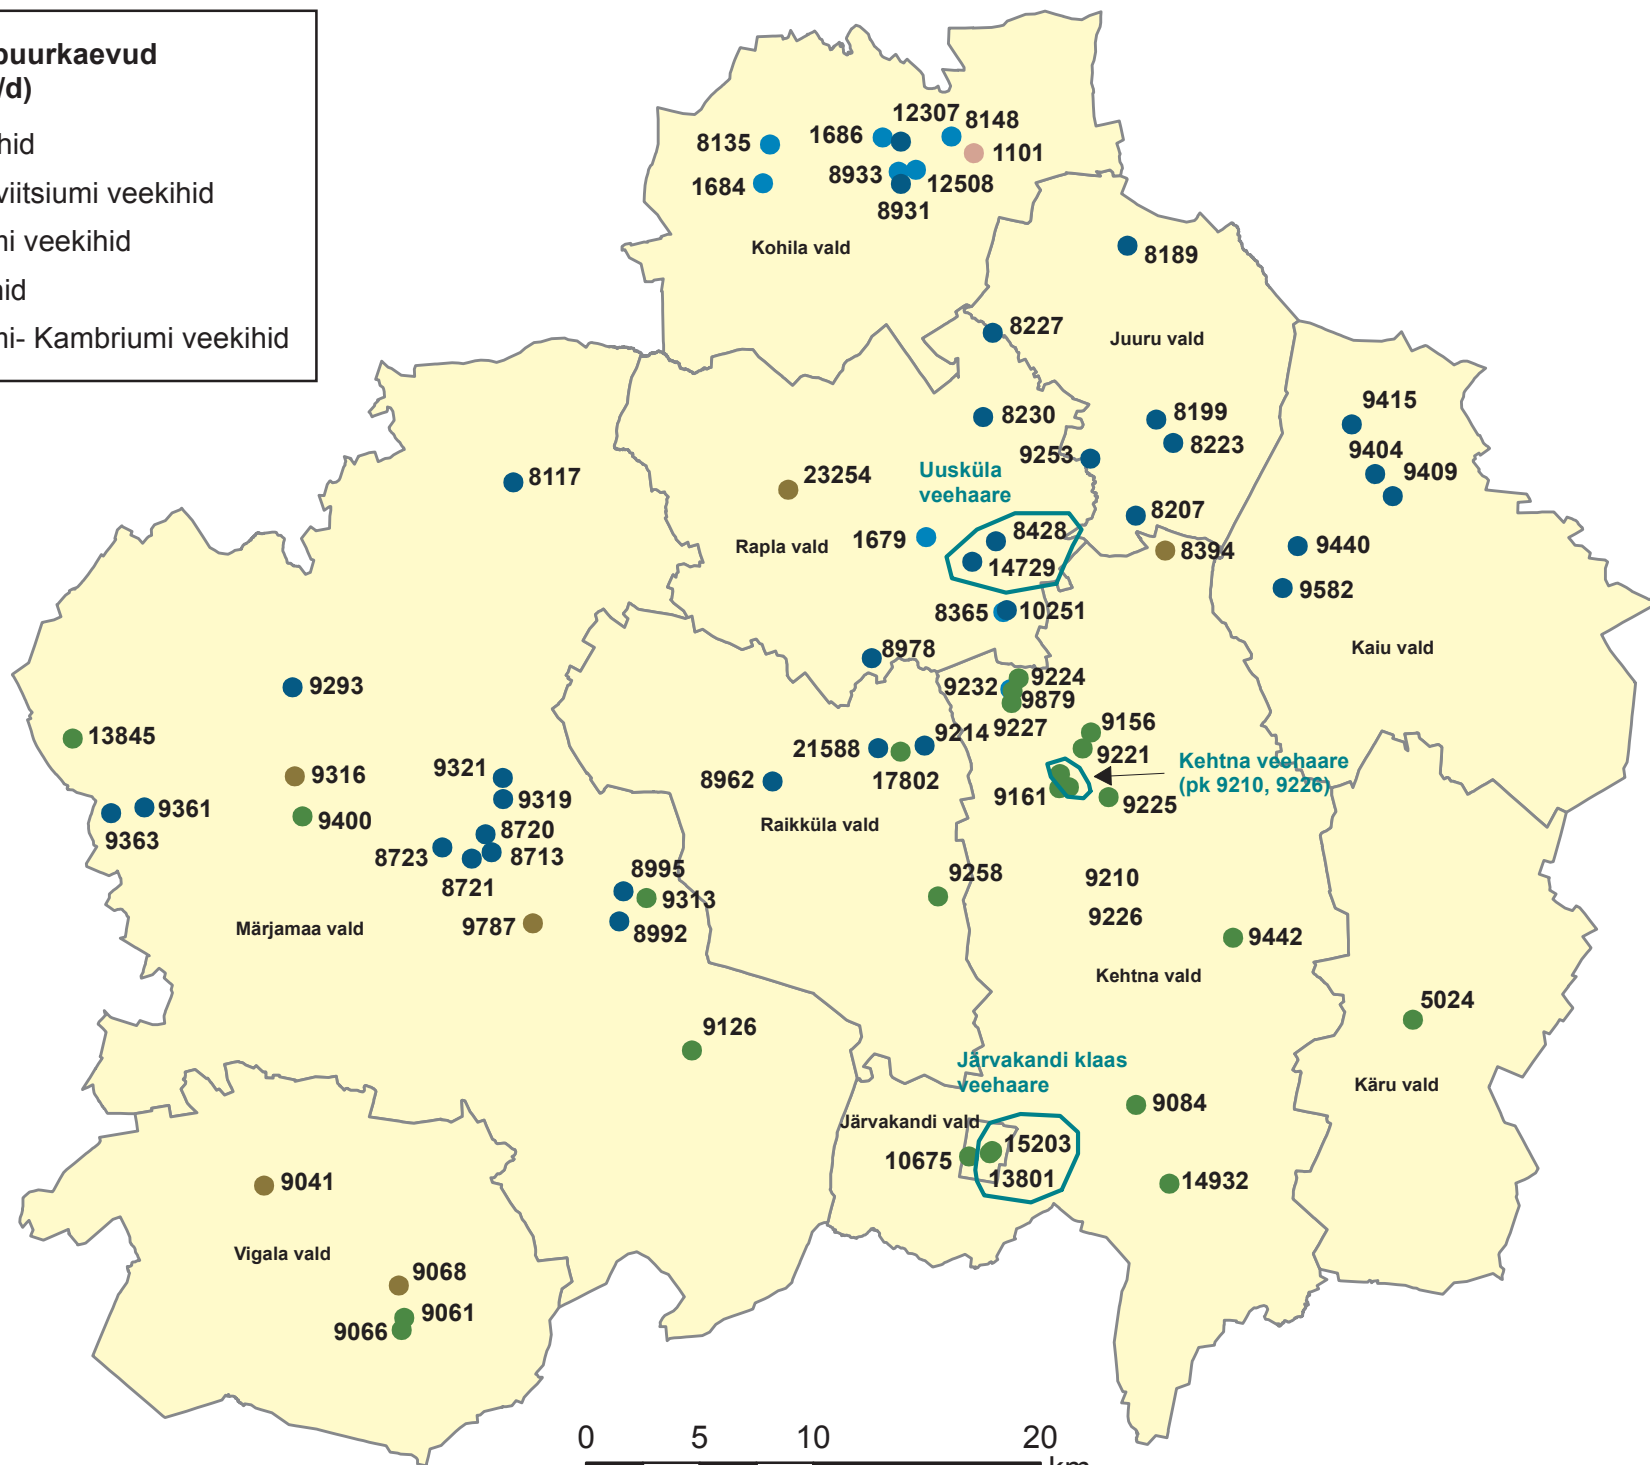 puurkaevud
/d)
hid
viitsiumi veekihid
mi veekihid
hid
mi- Kambriumi veekihid
12307
8148
8135
1686
1101
8933
12508
1684
8931
Kohila vald
8189
8227
Juuru vald
9415
8230
8199
9404
8223
9253
9409
Uusküla
veehaare
8117
23254
8207
8428
1679
Rapla vald
8394
9440
14729
9582
8365
10251
Kaiu vald
8978
9224
9293
9232
9879
9227
9156
13845
9214
21588
9221
Kehtna veehaare
(pk 9210, 9226)
9321
9316
8962
17802
9161
9225
9319
9361
9400
Raikküla vald
9363
8720
8723
8713
8721
8995
9258
9210
9313
9226
Märjamaa vald
9787
8992
9442
Kehtna vald
5024
9126
Järvakandi klaas
veehaare
Käru vald
9084
Järvakandi vald
15203
10675
13801
9041
14932
Vigala vald
9068
9061
9066
0 5 10 20
km